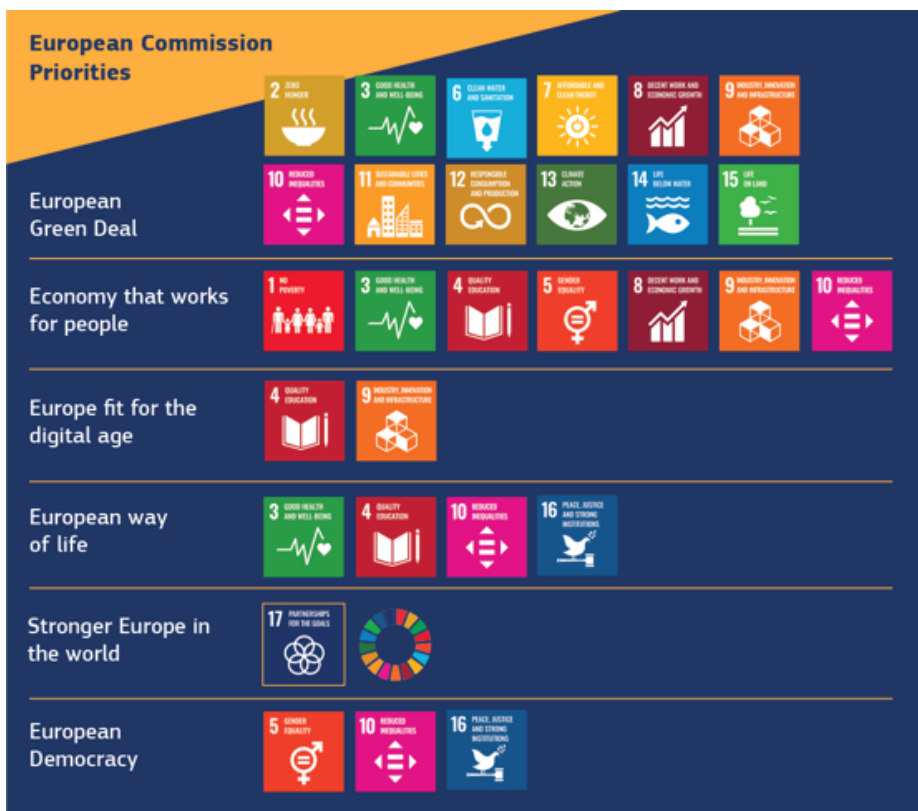 European Commission
Priorities
2 ZERO
HUNGER
3 GOOD HEALTH
AND WELL-BEING
6 CLEAN WATER
AND SANITATION
7 AFFORDABLE AND
CLEAN ENERGY
8 DECENT WORK AND
ECONOMIC GROWTH
9 INDUSTRY, INNOVATION
AND INFRASTRUCTURE
European
Green Deal
10 REDUCED
INEQUALITIES
11 SUSTAINABLE CITIES
AND COMMUNITIES
12 RESPONSIBLE
CONSUMPTION
AND PRODUCTION
13 CLIMATE
ACTION
14 LIFE
BELOW WATER
15 LIFE
ON LAND
Economy that works
for people
1 NO
POVERTY
3 GOOD HEALTH
AND WELL-BEING
4 QUALITY
EDUCATION
5 GENDER
EQUALITY
8 DECENT WORK AND
ECONOMIC GROWTH
9 INDUSTRY, INNOVATION
AND INFRASTRUCTURE
10 REDUCED
INEQUALITIES
Europe fit for the
digital age
4 QUALITY
EDUCATION
9 INDUSTRY, INNOVATION
AND INFRASTRUCTURE
European way
of life
3 GOOD HEALTH
AND WELL-BEING
4 QUALITY
EDUCATION
10 REDUCED
INEQUALITIES
16 PEACE, JUSTICE
AND STRONG
INSTITUTIONS
Stronger Europe in
the world
17 PARTNERSHIPS
FOR THE GOALS
European
Democracy
5 GENDER
EQUALITY
10 REDUCED
INEQUALITIES
16 PEACE, JUSTICE
AND STRONG
INSTITUTIONS